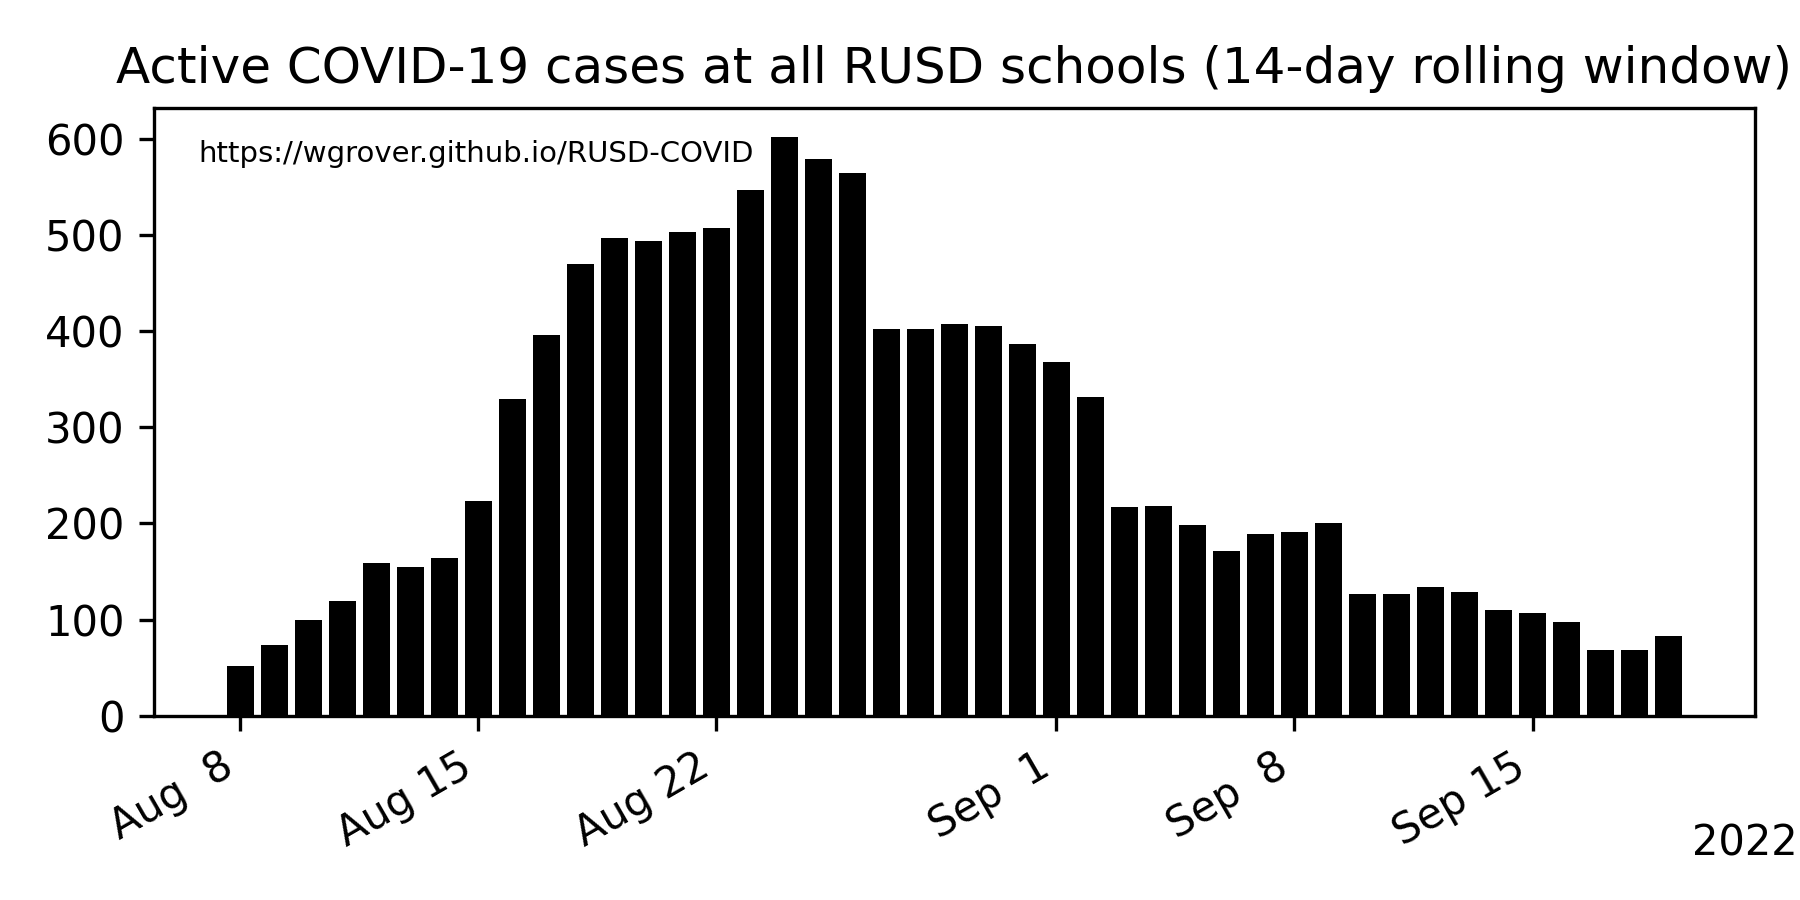 Active COVID-19 cases at all RUSD schools (14-day rolling window)
https://wgrover.github.io/RUSD-COVID
600
500
400
300
200
100
0
Aug 8
Aug 15
Aug 22
Sep 1
Sep 8
Sep 15
2022